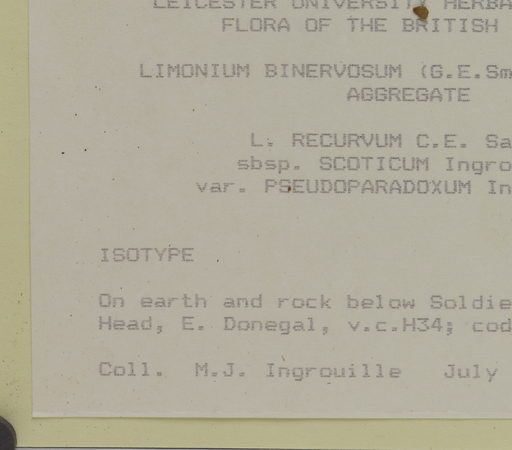 LEICESTER UNIVERSITY HERBA
FLORA OF THE BRITISH
LIMONIUM BINERVOSUM (G.E.Sm
AGGREGATE
L. RECURVUM C.E. Sa
sbsp. SCOTICUM Ingro
var. PSEUDOPARADOXUM In
ISOTYPE
On earth and rock below Soldie
Head, E. Donegal, v.c.H34; cod
Coll. M.J. Ingrouille July